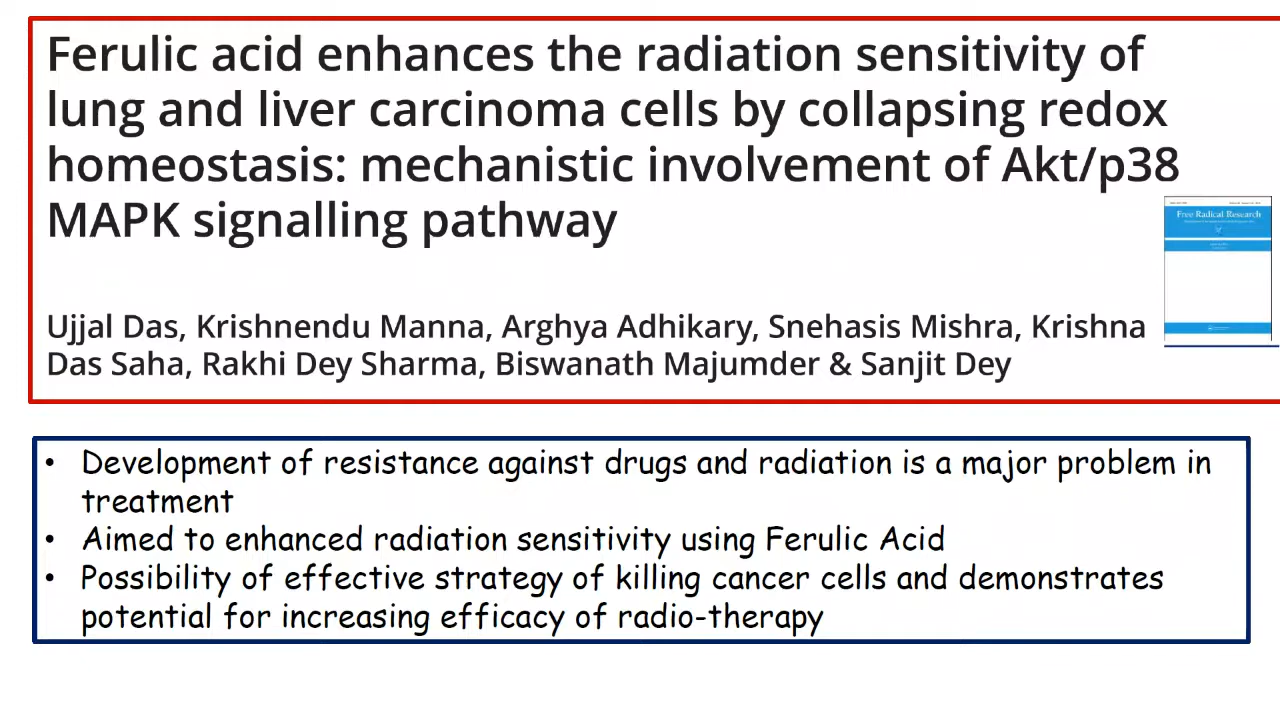 Ferulic acid enhances the radiation sensitivity of
lung and liver carcinoma cells by collapsing redox
homeostasis: mechanistic involvement of Akt/p38
MAPK signalling pathway
Free Radical Research
Ujjal Das, Krishnendu Manna, Arghya Adhikary, Snehasis Mishra, Krishna
Das Saha, Rakhi Dey Sharma, Biswanath Majumder & Sanjit Dey
• Development of resistance against drugs and radiation is a major problem in
treatment
• Aimed to enhanced radiation sensitivity using Ferulic Acid
• Possibility of effective strategy of killing cancer cells and demonstrates
potential for increasing efficacy of radio-therapy